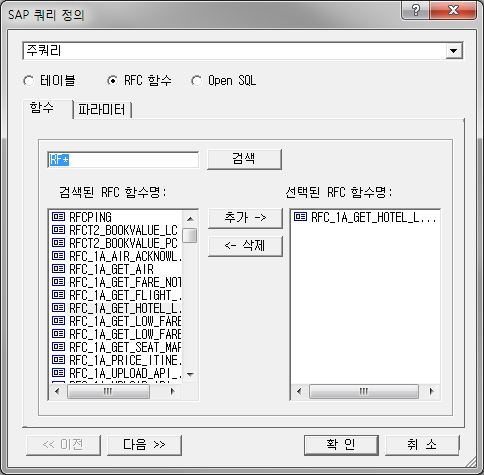 SAP 쿼리 정의
주쿼리
테이블 RFC 함수 Open SQL
함수 파라미터
RF* 검색
검색된 RFC 함수명: 선택된 RFC 함수명:
RFCPING
RFCT2_BOOKVALUE_LC
RFCT2_BOOKVALUE_PC
RFC_1A_AIR_ACKNOWL...
RFC_1A_GET_AIR
RFC_1A_GET_FARE_NOT
RFC_1A_GET_FLIGHT_...
RFC_1A_GET_HOTEL_L...
RFC_1A_GET_LOW_FARE
RFC_1A_GET_LOW_FARE
RFC_1A_GET_SEAT_MAP
RFC_1A_PRICE_ITINE...
RFC_1A_UPLOAD_API_...
추가 ->
<- 삭제
RFC_1A_GET_HOTEL_L...
<< 이전 다음 >> 확 인 취 소